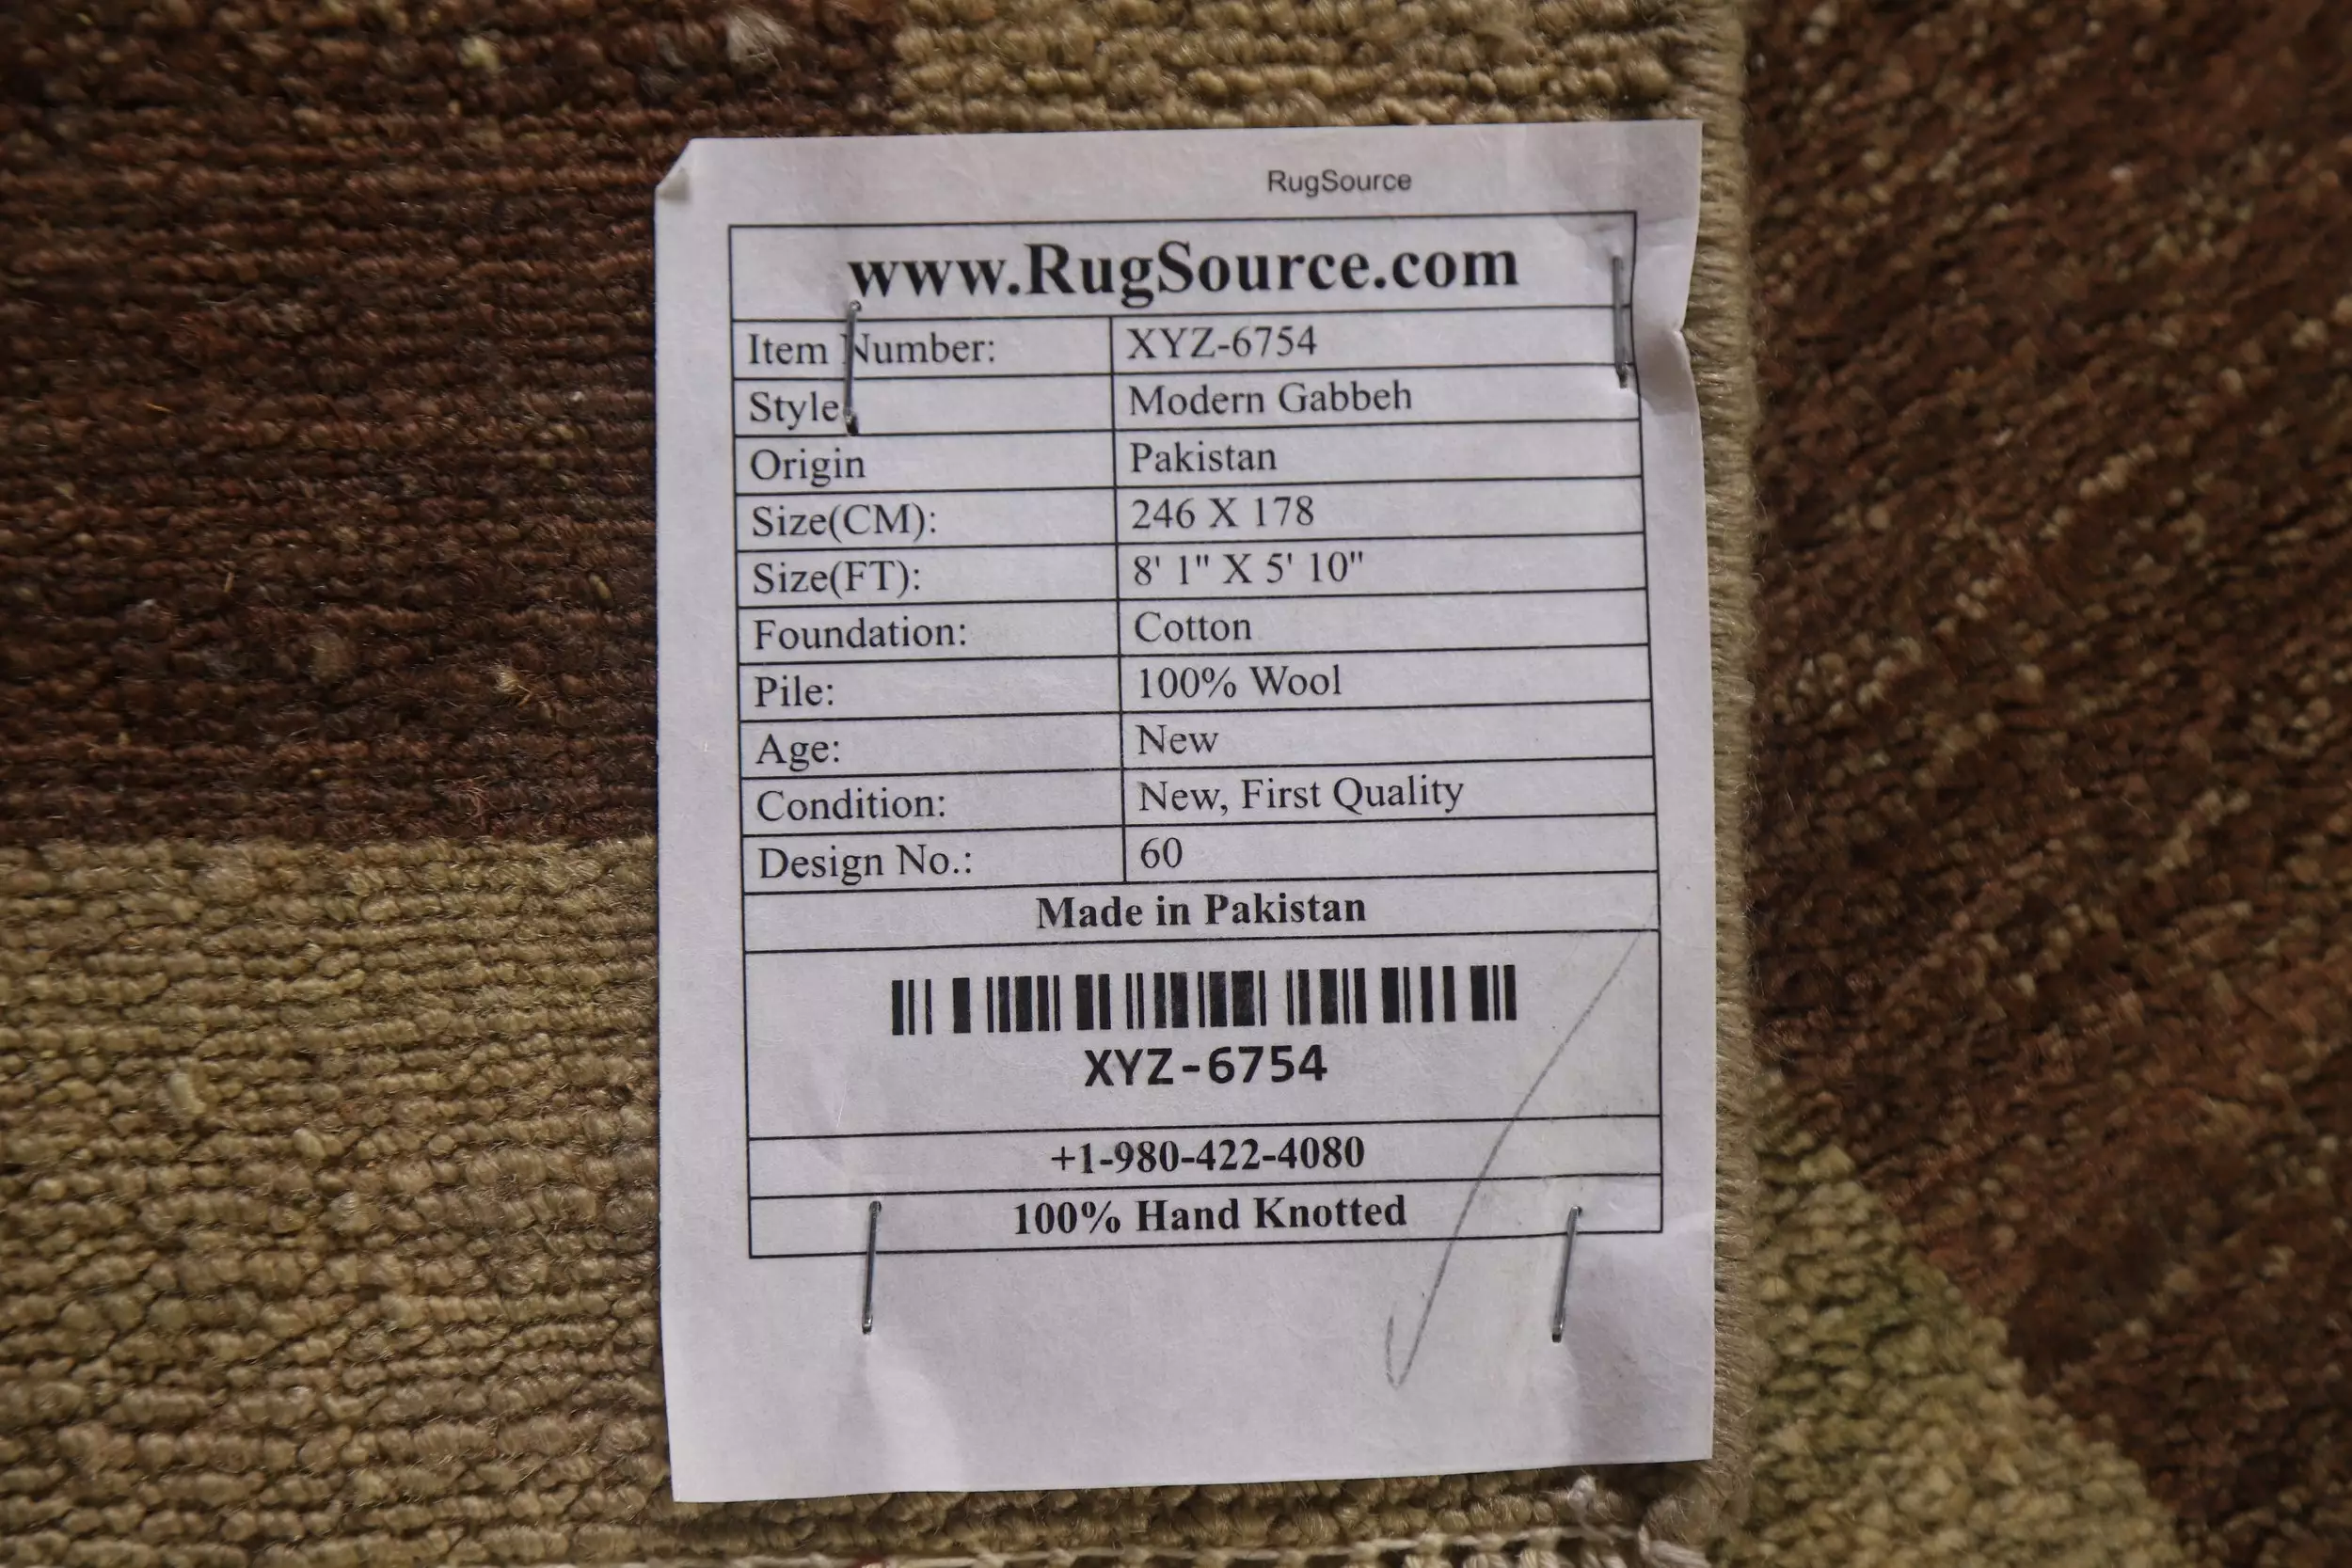 RugSource
www.RugSource.com
Item Number: XYZ-6754
Style: Modern Gabbeh
Origin Pakistan
Size(CM): 246 X 178
Size(FT): 8' 1" X 5' 10"
Foundation: Cotton
Pile: 100% Wool
Age: New
Condition: New, First Quality
Design No.: 60
Made in Pakistan
XYZ-6754
+1-980-422-4080
100% Hand Knotted